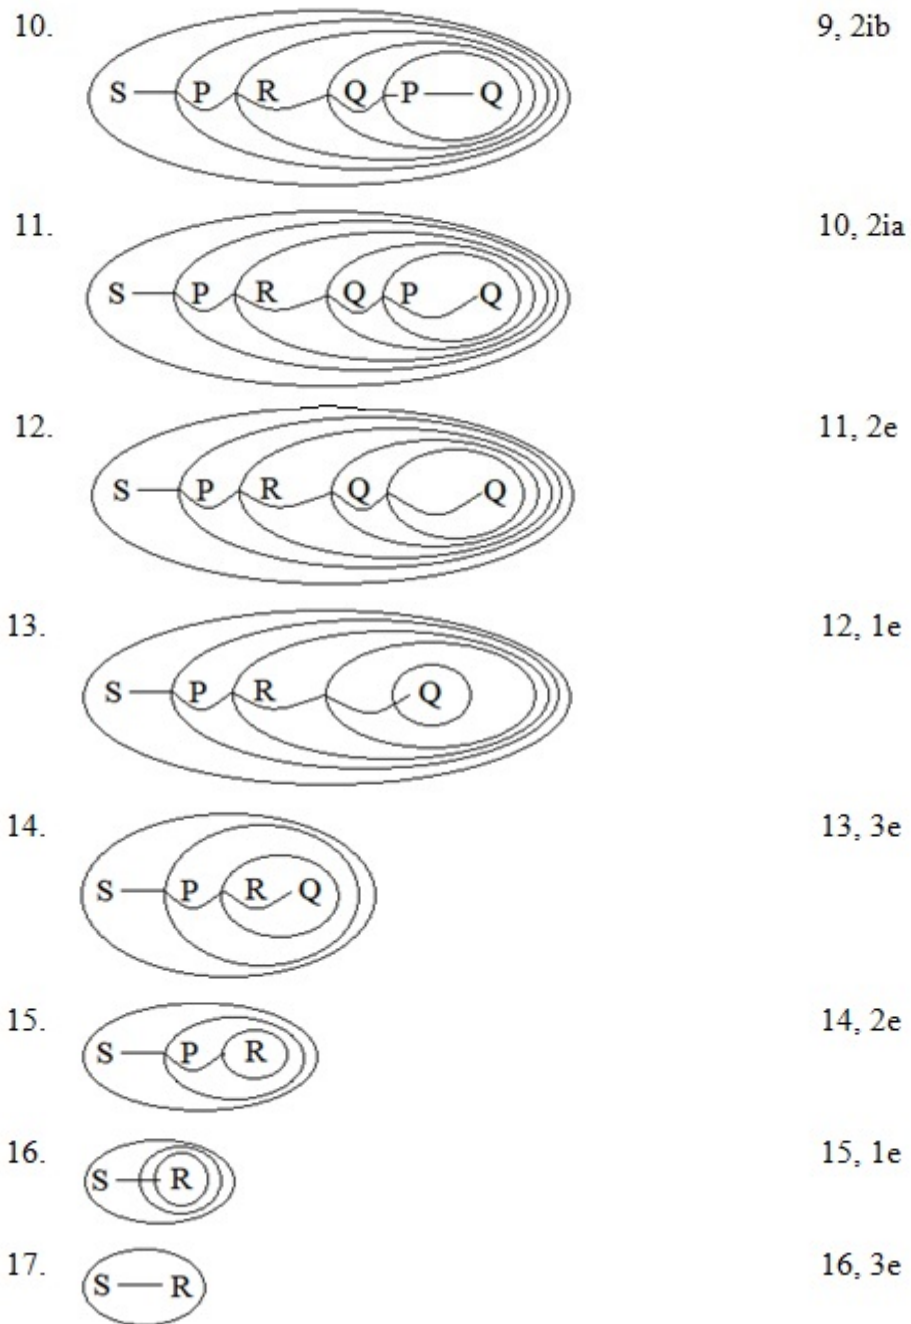 10. S P R Q P Q 9, 2ib
11. S P R Q P Q 10, 2ia
12. S P R Q Q 11, 2e
13. S P R Q 12, 1e
14. S P R Q 13, 3e
15. S P R 14, 2e
16. S R 15, 1e
17. S R 16, 3e